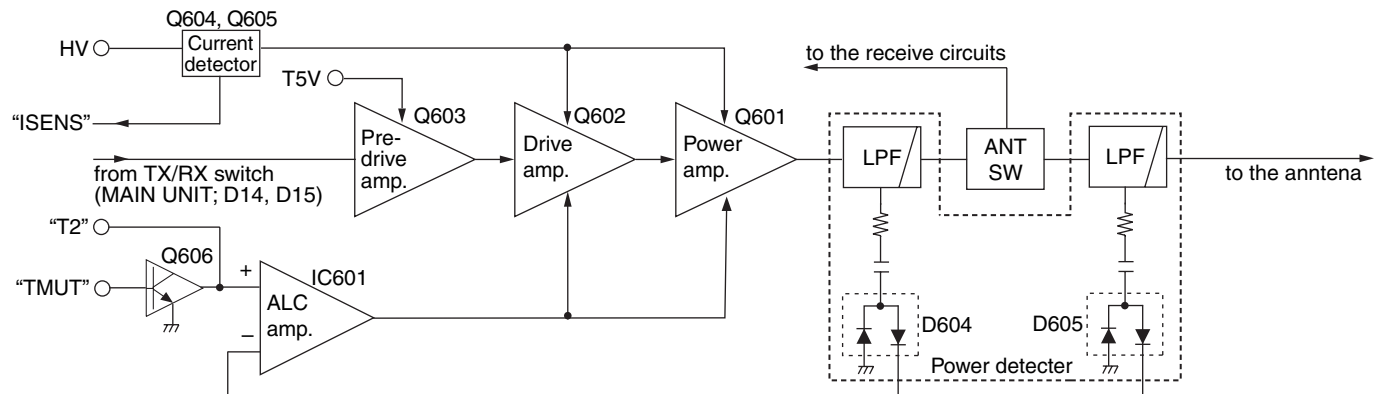 Q604, Q605
HV
Current
detector
to the receive circuits
T5V
"ISENS"
Q603
Q602
Q601
Pre-
drive
amp.
Drive
amp.
Power
amp.
LPF
ANT
SW
LPF
from TX/RX switch
(MAIN UNIT; D14, D15)
to the anntena
"T2"
Q606
"TMUT"
+
IC601
ALC
amp.
–
D604
D605
Power detecter